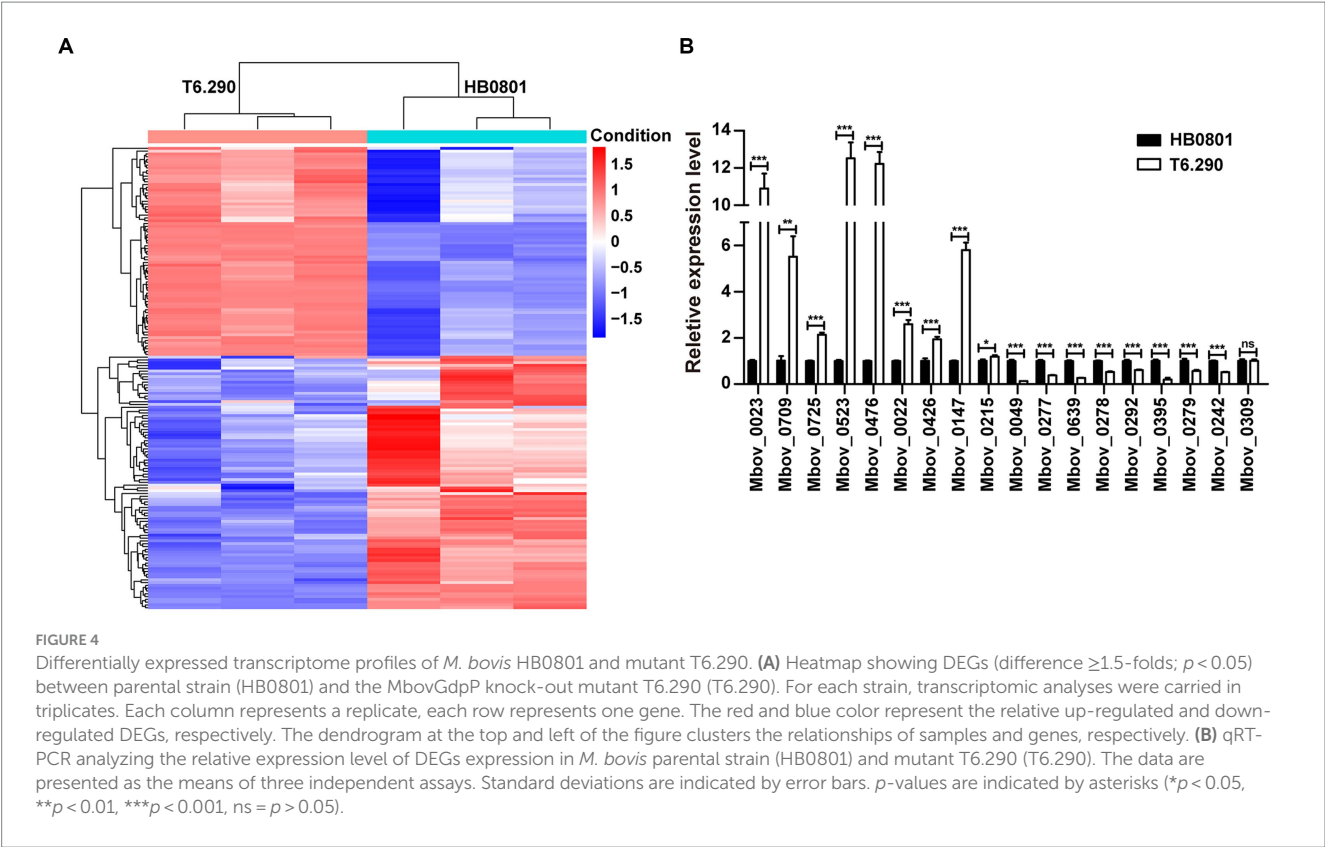 A
T6.290
HB0801
Condition
1.5
1
0.5
0
−0.5
−1
−1.5
B
Reletive expression level
14
12
10
6
4
2
0
HB0801
T6.290
***
**
***
***
***
***
***
***
*
***
***
***
***
***
***
***
***
ns
Mbov_0023
Mbov_0709
Mbov_0725
Mbov_0523
Mbov_0476
Mbov_0022
Mbov_0426
Mbov_0147
Mbov_0215
Mbov_0049
Mbov_0277
Mbov_0639
Mbov_0278
Mbov_0292
Mbov_0395
Mbov_0279
Mbov_0242
Mbov_0309
FIGURE 4
Differentially expressed transcriptome profiles of M. bovis HB0801 and mutant T6.290. (A) Heatmap showing DEGs (difference ≥1.5-folds; p < 0.05)
between parental strain (HB0801) and the MbovGdpP knock-out mutant T6.290 (T6.290). For each strain, transcriptomic analyses were carried in
triplicates. Each column represents a replicate, each row represents one gene. The red and blue color represent the relative up-regulated and down-
regulated DEGs, respectively. The dendrogram at the top and left of the figure clusters the relationships of samples and genes, respectively. (B) qRT-
PCR analyzing the relative expression level of DEGs expression in M. bovis parental strain (HB0801) and mutant T6.290 (T6.290). The data are
presented as the means of three independent assays. Standard deviations are indicated by error bars. p-values are indicated by asterisks (*p < 0.05,
**p < 0.01, ***p < 0.001, ns = p > 0.05).